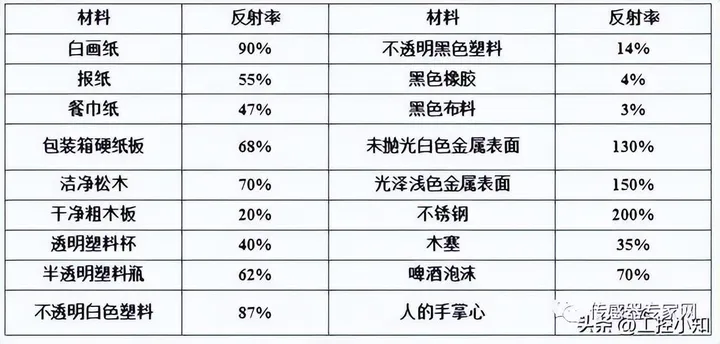 材料 反射率 材料 反射率
白画纸 90% 不透明黑色塑料 14%
报纸 55% 黑色橡胶 4%
餐巾纸 47% 黑色布料 3%
包装箱硬纸板 68% 未抛光白色金属表面 130%
洁净松木 70% 光泽浅色金属表面 150%
干净粗木板 20% 不锈钢 200%
透明塑料杯 40% 木塞 35%
半透明塑料瓶 62% 啤酒泡沫 70%
不透明白色塑料 87% 人的手掌心
传感器专家网
头条 @工控小知